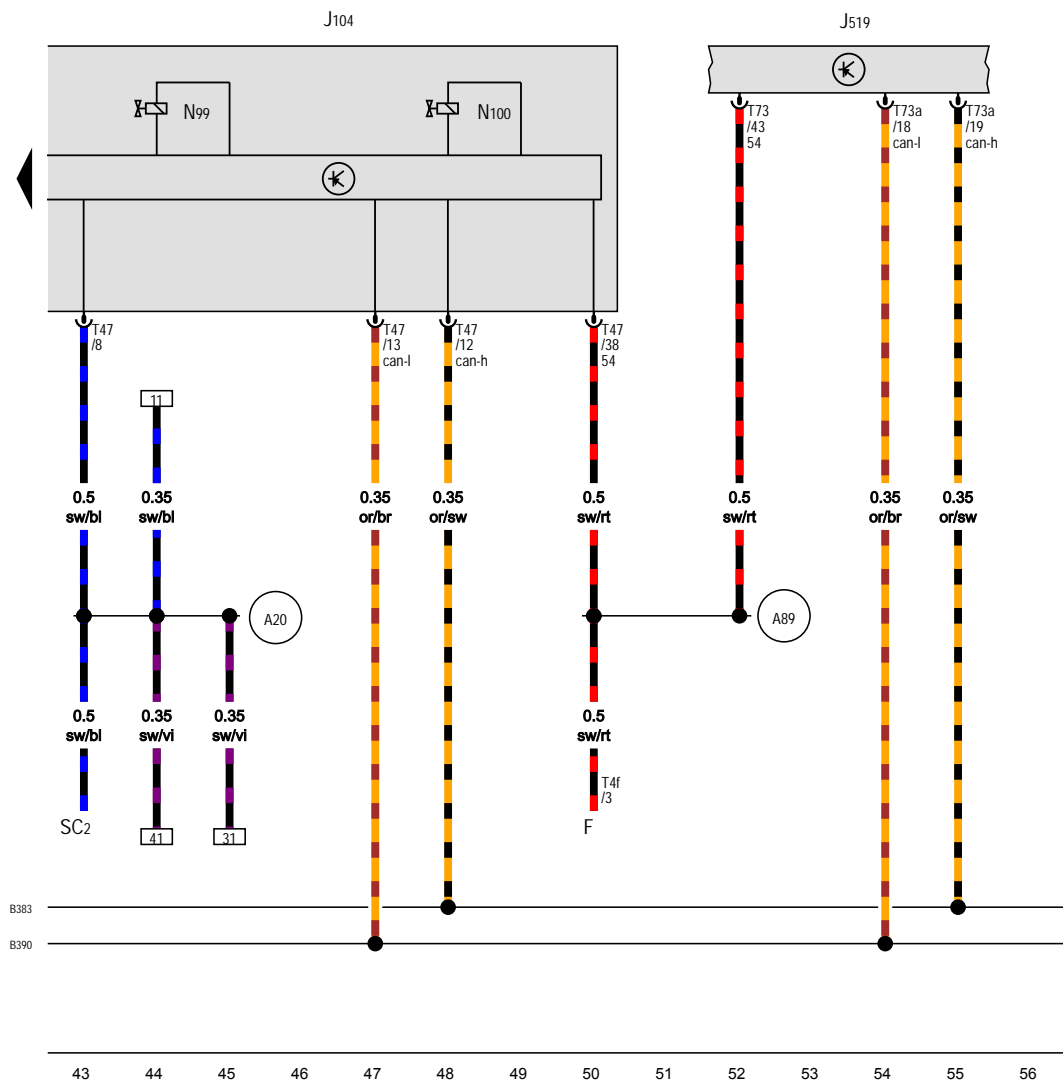 J104
J519
N99
N100
T73
/43
54
T73a
/18
can-l
T73a
/19
can-h
T47
/8
T47
/13
can-l
T47
/12
can-h
T47
/38
54
11
0.5
sw/bl
0.35
sw/bl
0.35
or/br
0.35
or/sw
0.5
sw/rt
0.5
sw/rt
0.35
or/br
0.35
or/sw
A20
A89
0.5
sw/bl
0.35
sw/vi
0.35
sw/vi
0.5
sw/rt
T4f
/3
SC2
41
31
F
B383
B390
43 44 45 46 47 48 49 50 51 52 53 54 55 56